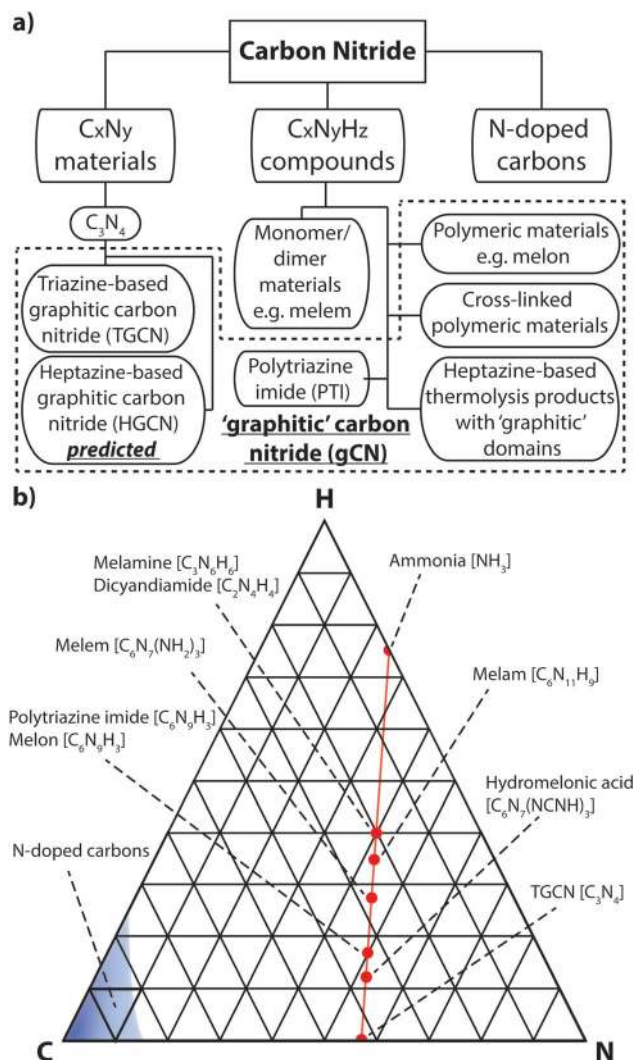 a)
Carbon Nitride
CxNy
materials
CxNyHz
compounds
N-doped
carbons
C₃N₄
Triazine-based
graphitic carbon
nitride (TGCN)
Heptazine-based
graphitic carbon
nitride (HGCN)
predicted
Monomer/
dimer
materials
e.g. melem
Polytriazine
imide (PTI)
'graphitic' carbon
nitride (gCN)
Polymeric materials
e.g. melon
Cross-linked
polymeric materials
Heptazine-based
thermolysis products
with 'graphitic'
domains
b)
H
Melamine [C₃N₆H₆]
Dicyandiamide [C₂N₄H₄]
Ammonia [NH₃]
Melem [C₆N₇(NH₂)₃]
Melam [C₆N₁₁H₉]
Polytriazine imide [C₆N₉H₃]
Melon [C₆N₉H₃]
Hydromelonic acid
[C₆N₇(NCNH)₃]
N-doped carbons
TGCN [C₃N₄]
C
N